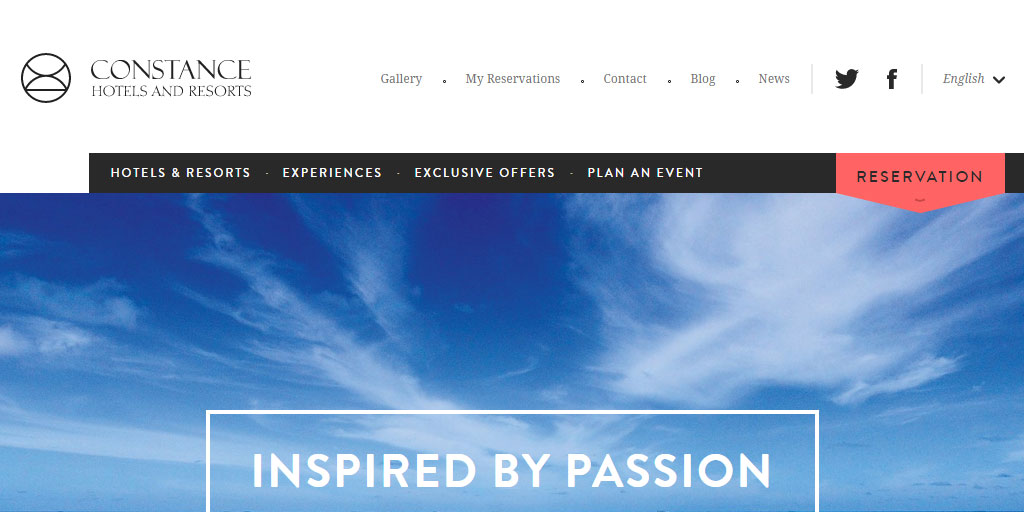 CONSTANCE
HOTELS AND RESORTS
Gallery My Reservations Contact Blog News English
HOTELS & RESORTS - EXPERIENCES - EXCLUSIVE OFFERS - PLAN AN EVENT
RESERVATION
INSPIRED BY PASSION